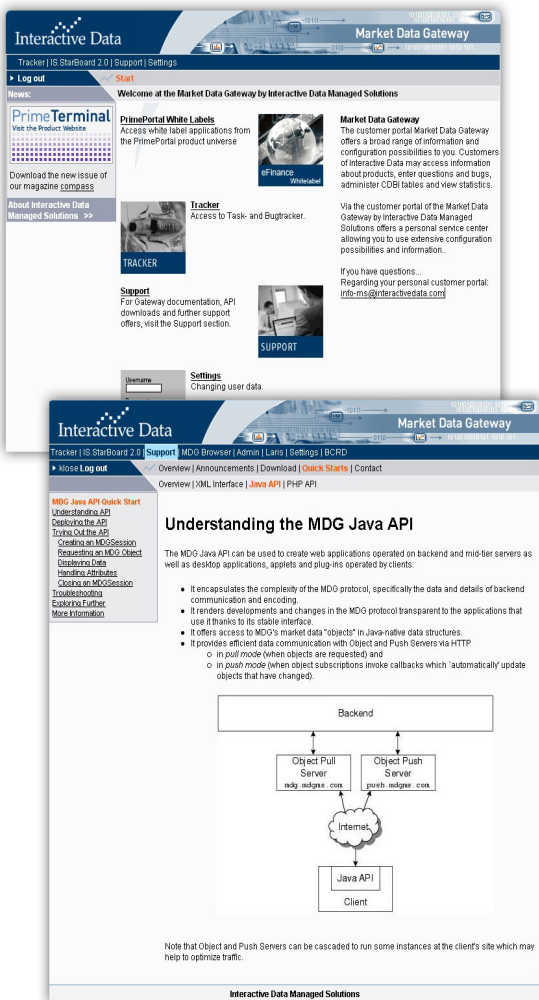 Interactive Data
Market Data Gateway
Tracker | IS.StarBoard 2.0 | Support | Settings
Log out
Start
News:
Welcome at the Market Data Gateway by Interactive Data Managed Solutions
PrimeTerminal
Visit the Product Website
Download the new issue of
our magazine compass
About Interactive Data
Managed Solutions >>
PrimePortal White Labels
Access white label applications from
the PrimePortal product universe
eFinance
Whitelabel
Tracker
Access to Task- and Bugtracker.
TRACKER
Support
For Gateway documentation, API
downloads and further support
offers, visit the Support section.
SUPPORT
Settings
Changing user data.
Username
Market Data Gateway
The customer portal Market Data Gateway
offers a broad range of information and
configuration possibilities to you. Customers
of Interactive Data may access information
about products, enter questions and bugs,
administer CDBI tables and view statistics.
Via the customer portal of the Market Data
Gateway by Interactive Data Managed
Solutions offers a personal service center
allowing you to use extensive configuration
possibilities and information..
If you have questions...
Regarding your personal customer portal:
info-ms@interactivedata.com
Interactive Data
Market Data Gateway
Tracker | IS.StarBoard 2.0 | Support | MDG Browser | Admin | Laris | Settings | BCRD
klose Log out
Overview | Announcements | Download | Quick Starts | Contact
Overview | XML Interface | Java API | PHP API
MDG Java API Quick Start
Understanding API
Deploying the API
Trying Out the API
Creating an MDGSession
Requesting an MDG Object
Displaying Data
Handling Attributes
Closing an MDGSession
Troubleshooting
Exploring Further
More Information
Understanding the MDG Java API
The MDG Java API can be used to create web applications operated on backend and mid-tier servers as
well as desktop applications, applets and plug-ins operated by clients:
• It encapsulates the complexity of the MDG protocol, specifically the data and details of backend
communication and encoding.
• It renders developments and changes in the MDG protocol transparent to the applications that
use it thanks to its stable interface.
• It offers access to MDG's market data "objects" in Java-native data structures.
• It provides efficient data communication with Object and Push Servers via HTTP
○ in pull mode (when objects are requested) and
○ in push mode (when object subscriptions invoke callbacks which `automatically' update
objects that have changed).
Backend
Object Pull
Server
mdg.mdgms.com
Object Push
Server
push.mdgms.com
Internet
Java API
Client
Note that Object and Push Servers can be cascaded to run some instances at the client's site which may
help to optimize traffic.
Interactive Data Managed Solutions